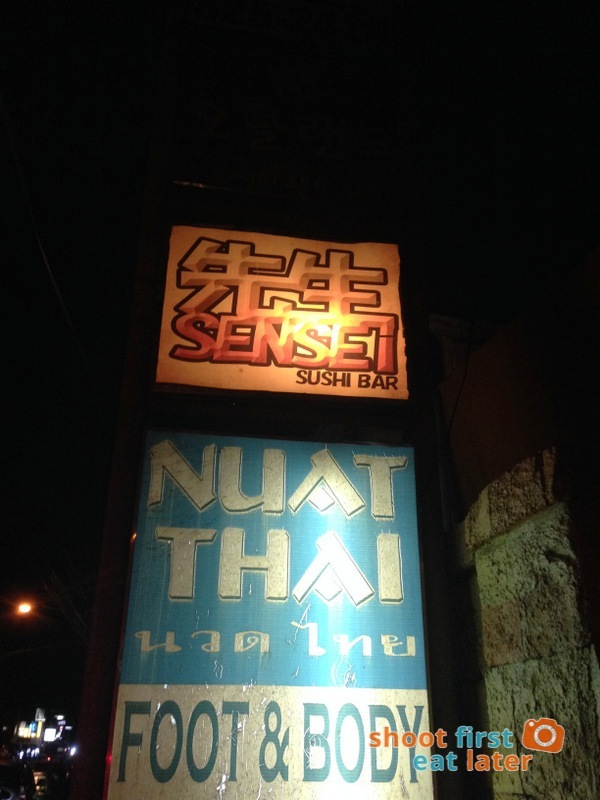 先生
SENSEI
SUSHI BAR
NUAT
THAI
นวด ไทย
FOOT & BODY
shoot first
eat later